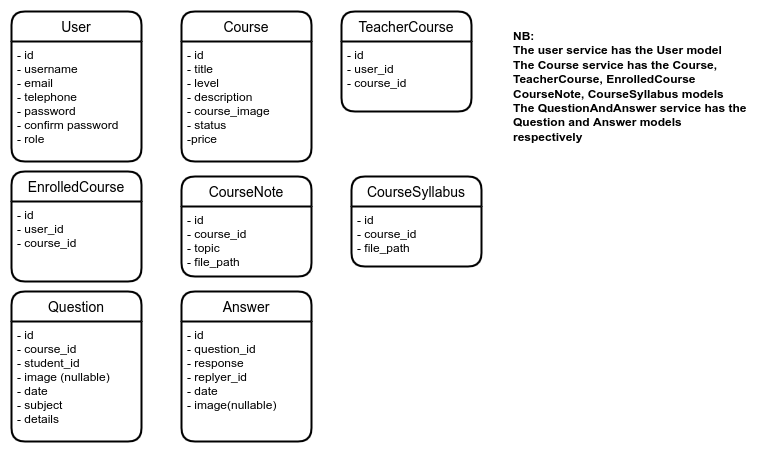 User
- id
- username
- email
- telephone
- password
- confirm password
- role
Course
- id
- title
- level
- description
- course_image
- status
-price
TeacherCourse
- id
- user_id
- course_id
NB:
The user service has the User model
The Course service has the Course,
TeacherCourse, EnrolledCourse
CourseNote, CourseSyllabus models
The QuestionAndAnswer service has the
Question and Answer models
respectively
EnrolledCourse
- id
- user_id
- course_id
CourseNote
- id
- course_id
- topic
- file_path
CourseSyllabus
- id
- course_id
- file_path
Question
- id
- course_id
- student_id
- image (nullable)
- date
- subject
- details
Answer
- id
- question_id
- response
- replyer_id
- date
- image(nullable)